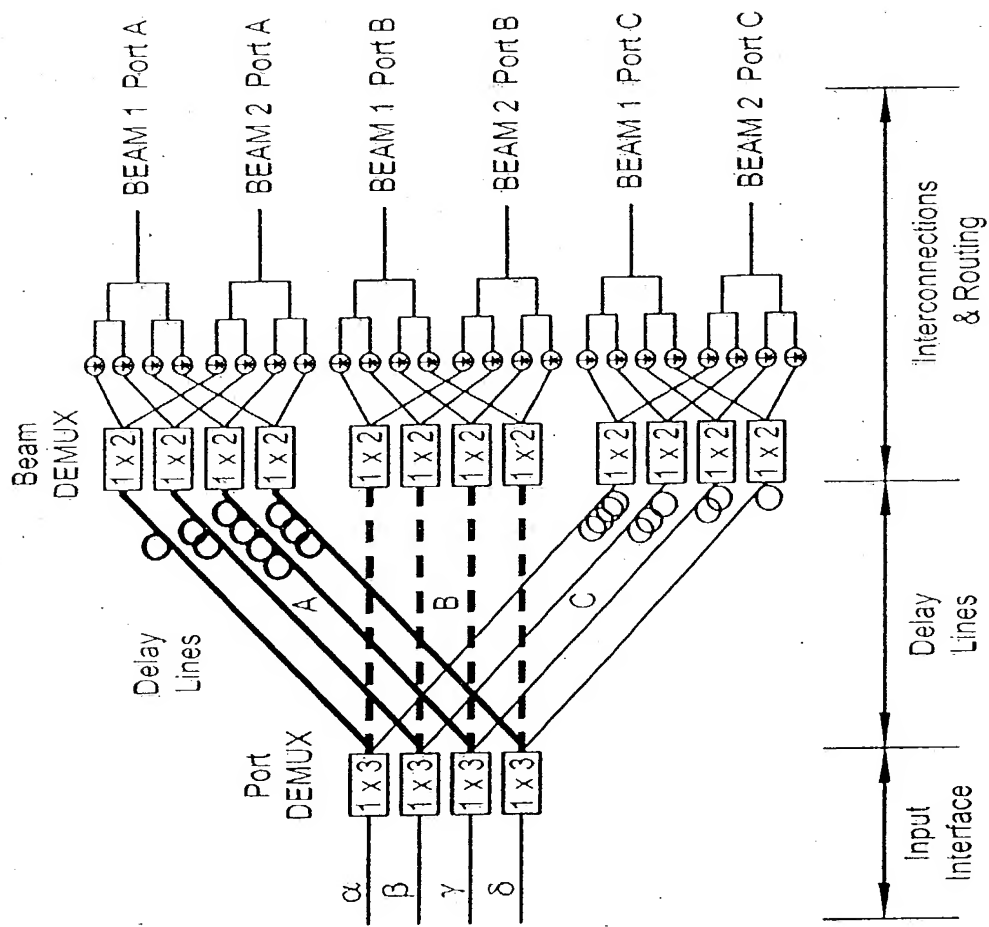 BEAM 1 Port A
BEAM 2 Port A
BEAM 1 Port B
BEAM 2 Port B
BEAM 1 Port C
BEAM 2 Port C
Beam
DEMUX
1 x 2
1 x 2
1 x 2
1 x 2
1 x 2
1 x 2
1 x 2
1 x 2
1 x 2
1 x 2
1 x 2
1 x 2
Delay
Lines
A
B
C
Port
DEMUX
1 x 3
1 x 3
1 x 3
1 x 3
α
β
γ
δ
Input
Interface
Delay
Lines
Interconnections
& Routing